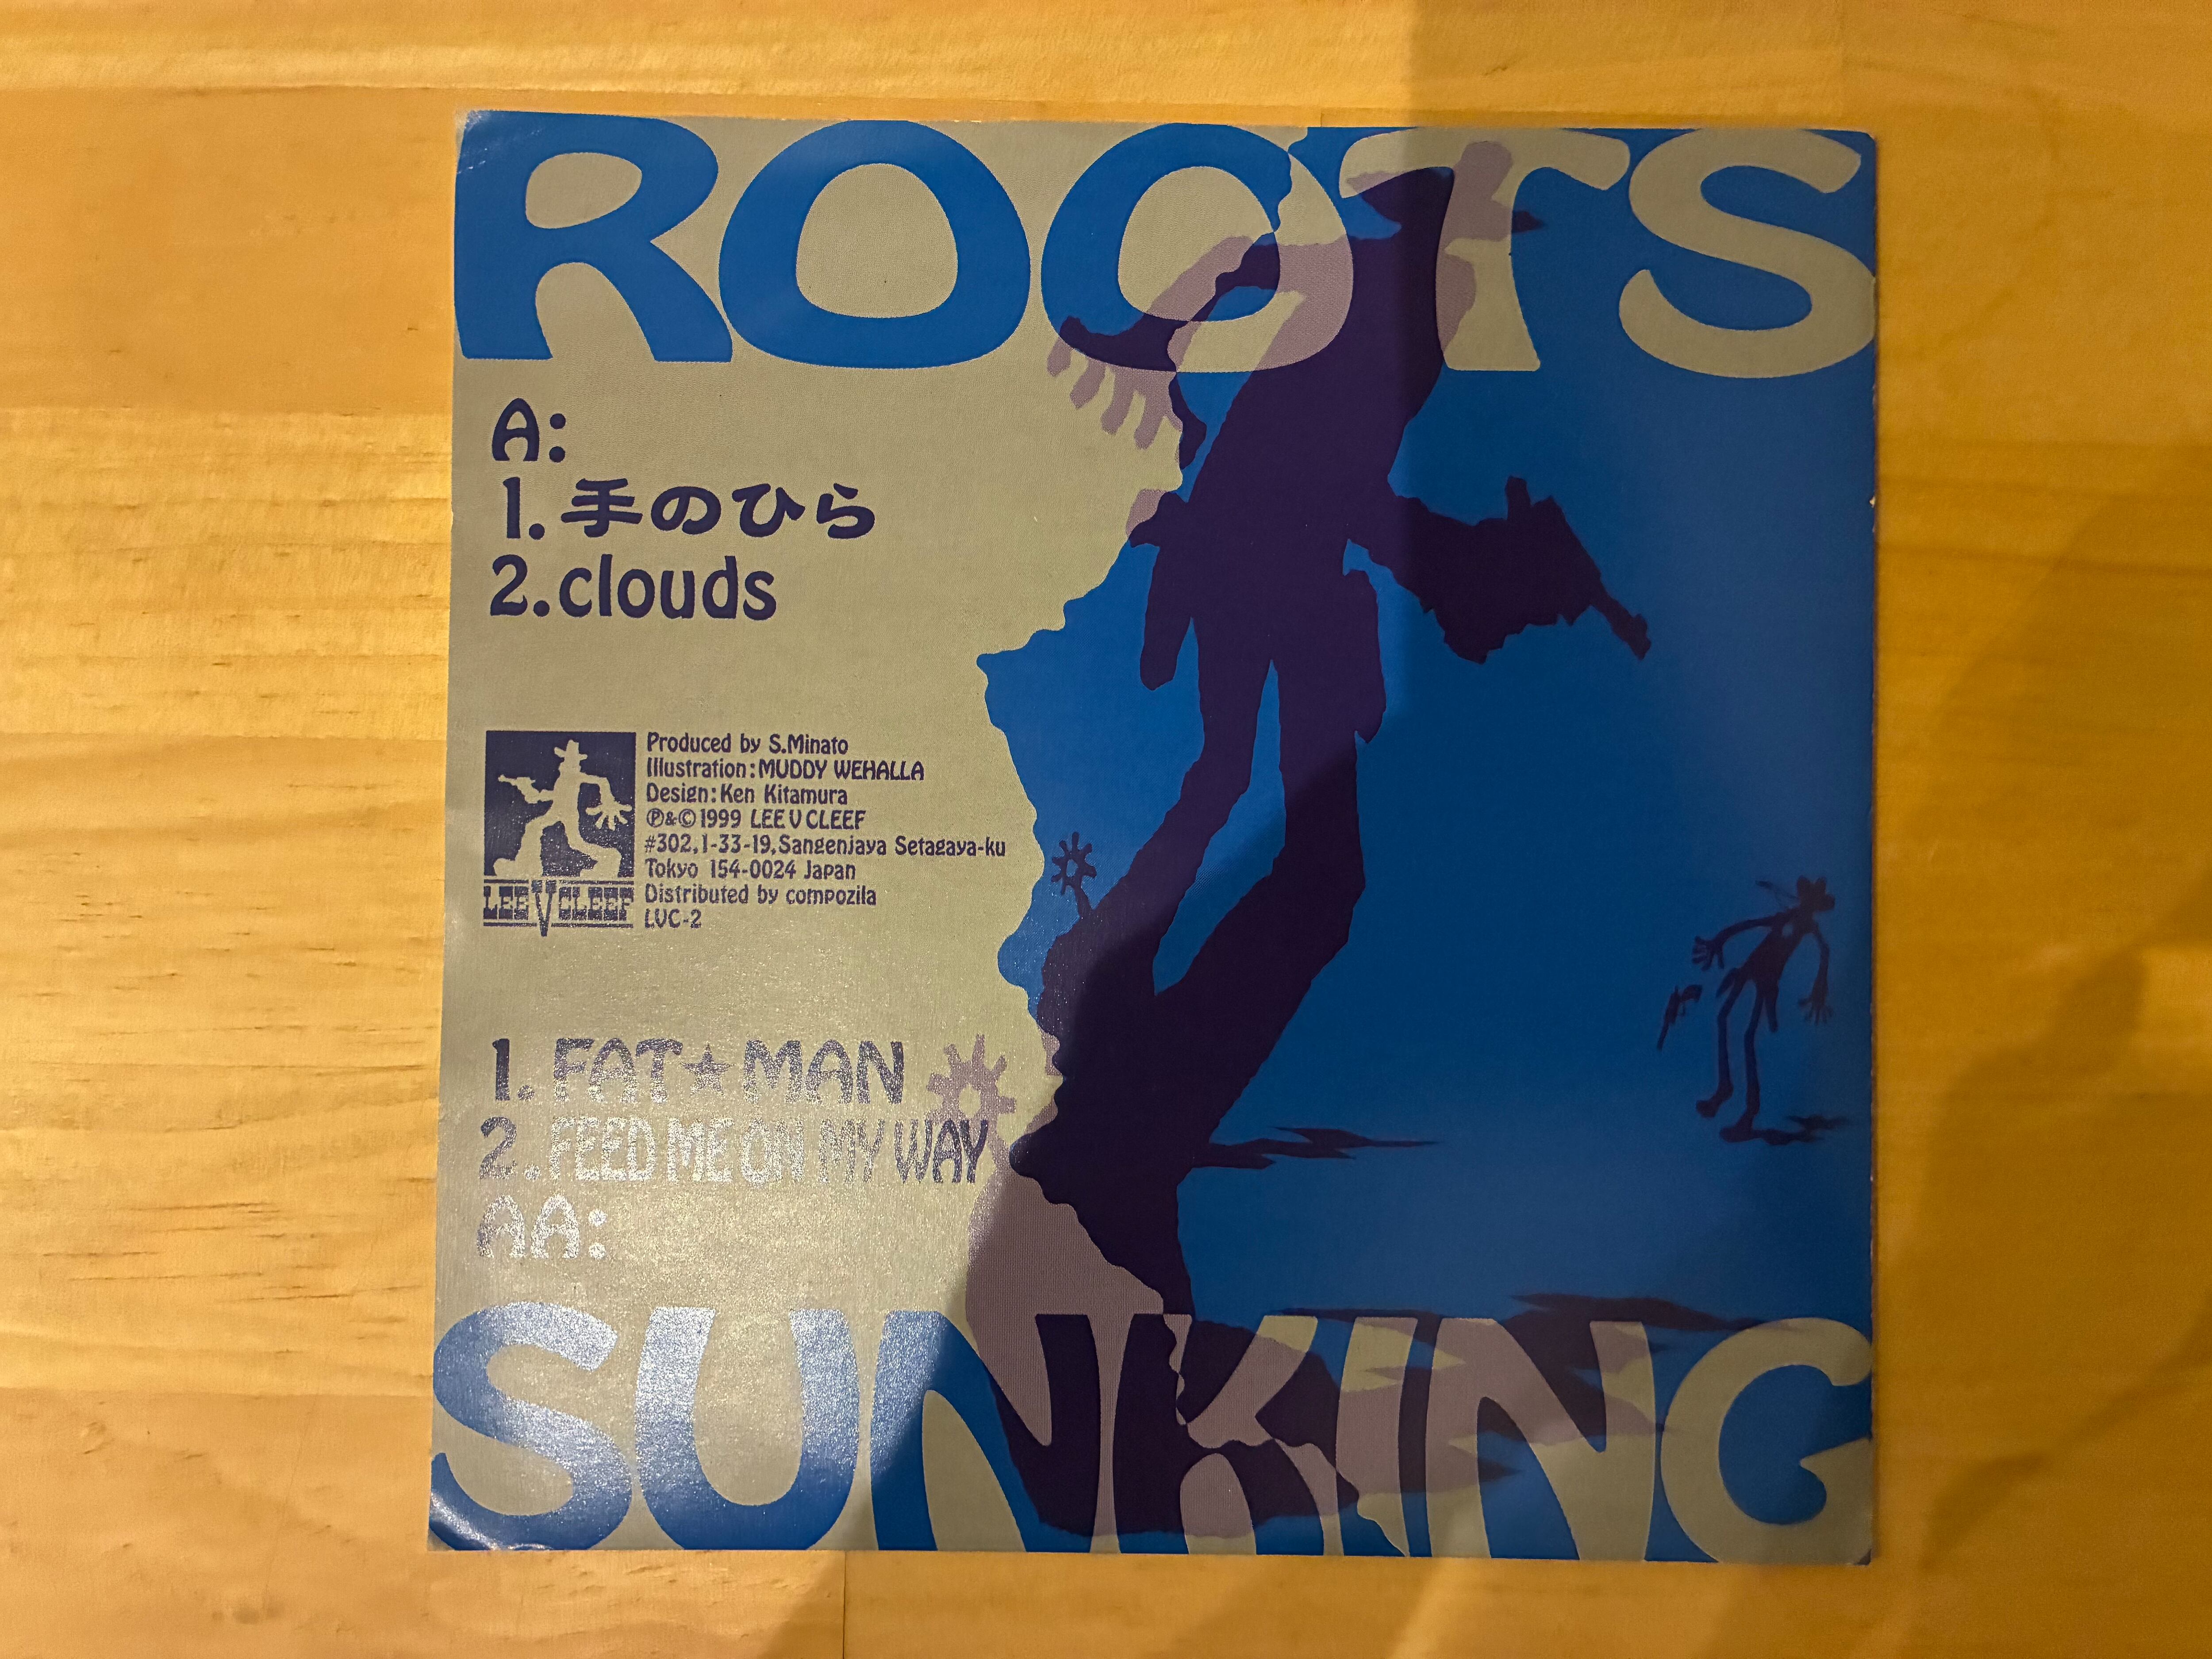 ROOTS
A:
1. 手のひら
2. clouds
Produced by S.Minato
Illustration:MUDDY WEHALLA
Design:Ken Kitamura
℗&©1999 LEE V CLEEF
#302,1-33-19,Sangenjaya Setagaya-ku
Tokyo 154-0024 Japan
Distributed by compozila
LVC-2
LEE V CLEEF
1. FAT★MAN
2. FEED ME ON MY WAY
AA:
SUNKING